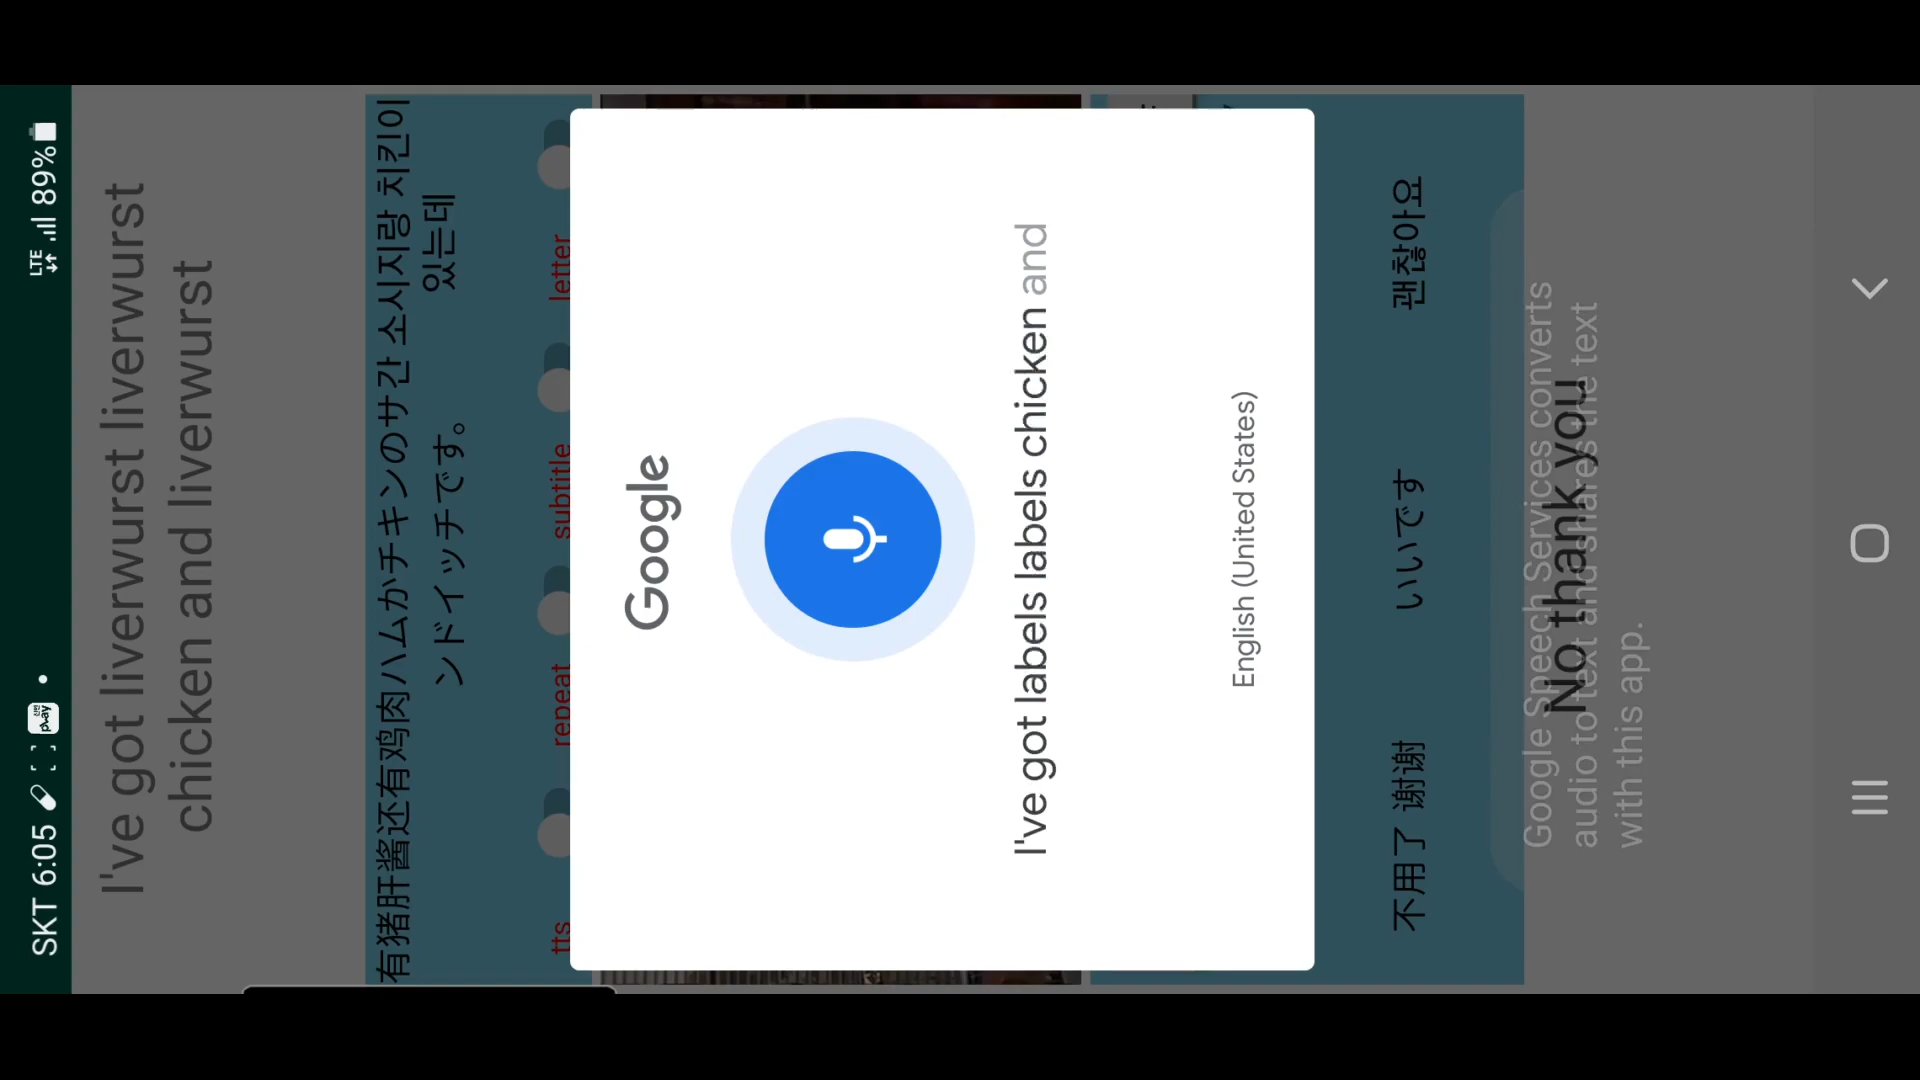 SKT 6:05
play
LTE
89%
I've got liverwurst liverwurst
chicken and liverwurst
有猪肝酱还有鸡肉
ハムかチキンのサ
ンドイッチです。
간 소시지랑 치킨이
있는데
tts
repeat
subtitle
letter
Google
I've got labels labels labels chicken and
English (United States)
不用了 谢谢
いいです
괜찮아요
No thank you
Google Speech Services converts
audio to text and shares the text
with this app.